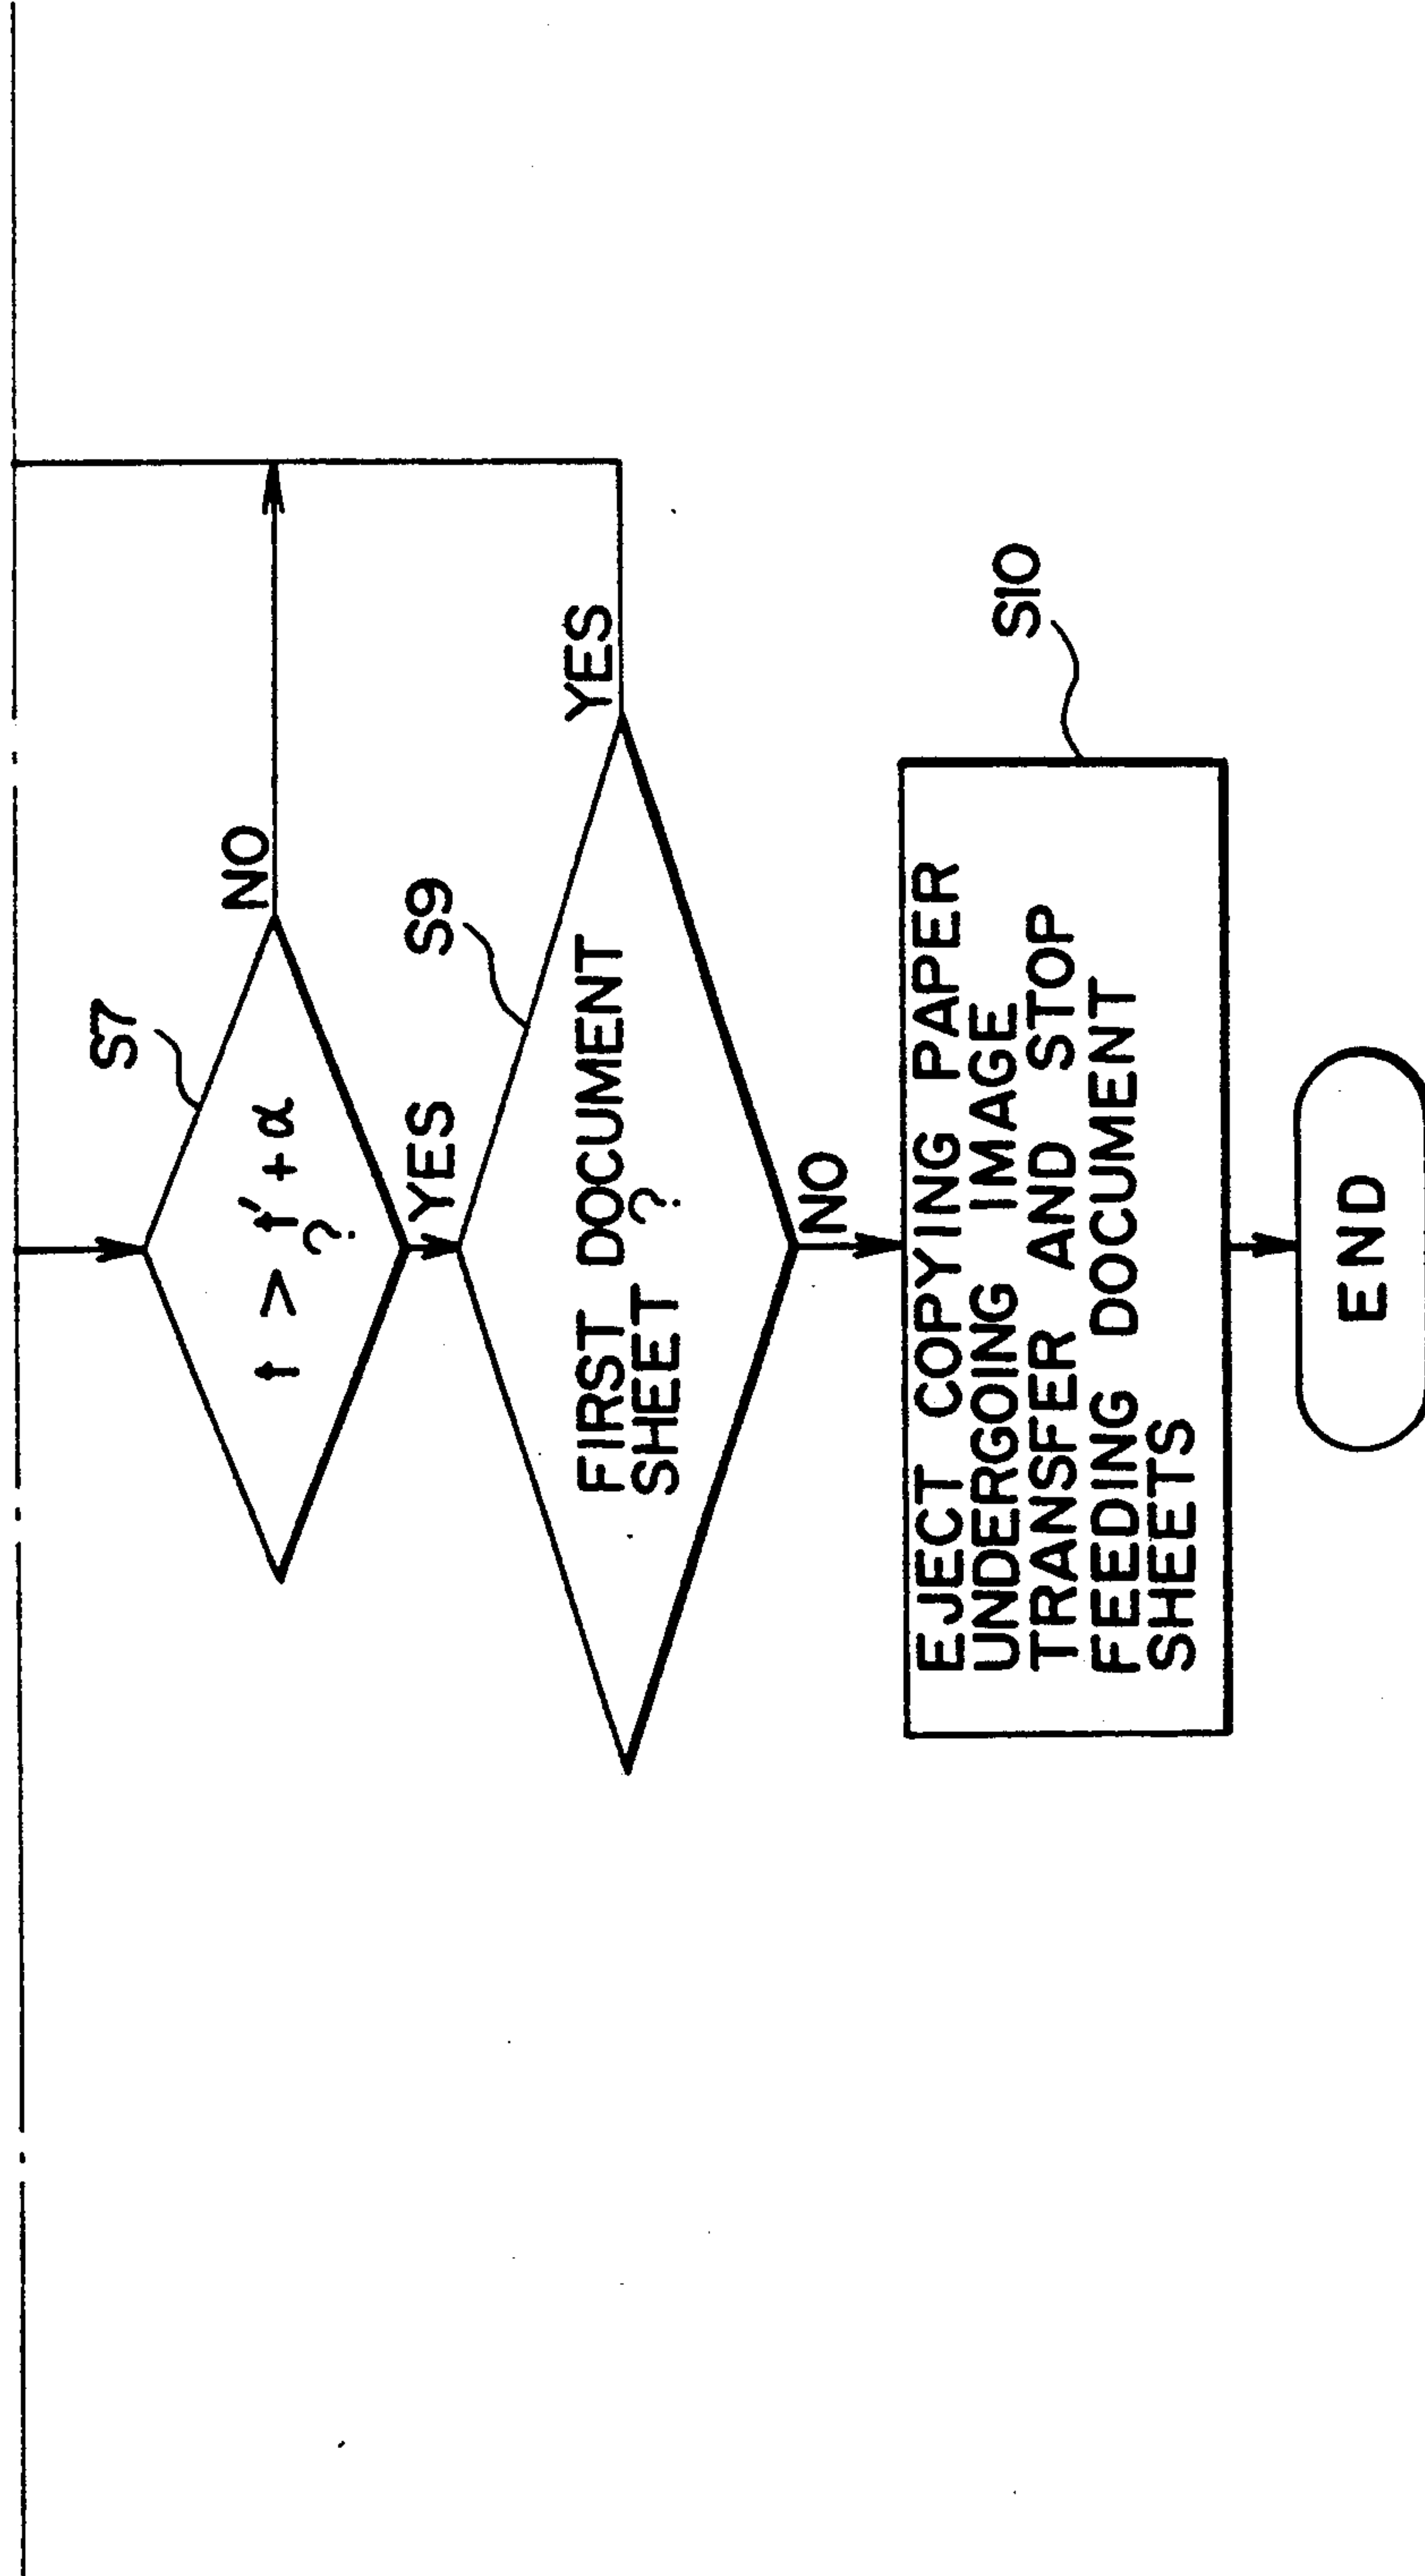 S7
t > t' + α
?
NO
YES
S9
FIRST DOCUMENT
SHEET ?
YES
NO
S10
EJECT COPYING PAPER
UNDERGOING IMAGE
TRANSFER AND STOP
FEEDING DOCUMENT
SHEETS
END